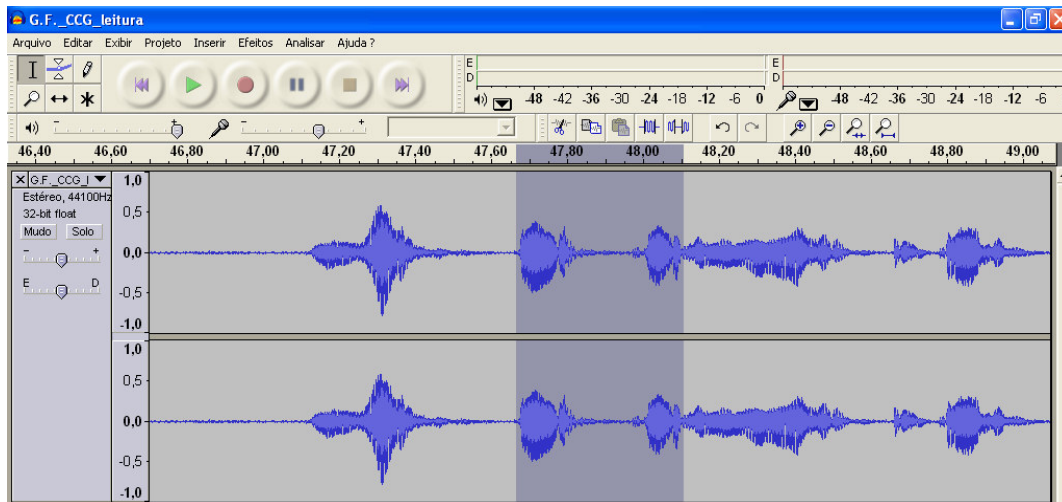 G.F._CCG_leitura
Arquivo Editar Exibir Projeto Inserir Efeitos Analisar Ajuda ?
E E
D D
-48 -42 -36 -30 -24 -18 -12 -6 0 -48 -42 -36 -30 -24 -18 -12 -6
- + - +
46,40 46,60 46,80 47,00 47,20 47,40 47,60 47,80 48,00 48,20 48,40 48,60 48,80 49,00
X G.F._CCG_l 1,0
Estéreo, 44100Hz
32-bit float 0,5
Mudo Solo
- + 0,0
E D
-0,5
-1,0
1,0
0,5
0,0
-0,5
-1,0